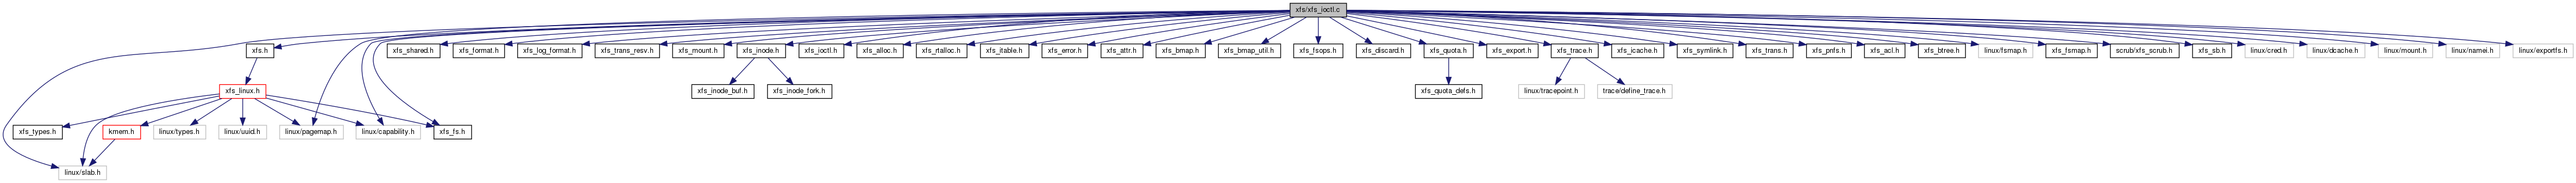 xfs/xfs_ioctl.c
xfs.h
xfs_shared.h
xfs_format.h
xfs_log_format.h
xfs_trans_resv.h
xfs_mount.h
xfs_inode.h
xfs_ioctl.h
xfs_alloc.h
xfs_rtalloc.h
xfs_itable.h
xfs_error.h
xfs_attr.h
xfs_bmap.h
xfs_bmap_util.h
xfs_fsops.h
xfs_discard.h
xfs_quota.h
xfs_export.h
xfs_trace.h
xfs_icache.h
xfs_symlink.h
xfs_trans.h
xfs_pnfs.h
xfs_acl.h
xfs_btree.h
linux/fsmap.h
xfs_fsmap.h
scrub/xfs_scrub.h
xfs_sb.h
linux/cred.h
linux/dcache.h
linux/mount.h
linux/namei.h
linux/exportfs.h
xfs_linux.h
xfs_inode_buf.h
xfs_inode_fork.h
xfs_quota_defs.h
linux/tracepoint.h
trace/define_trace.h
xfs_types.h
kmem.h
linux/types.h
linux/uuid.h
linux/pagemap.h
linux/capability.h
xfs_fs.h
linux/slab.h